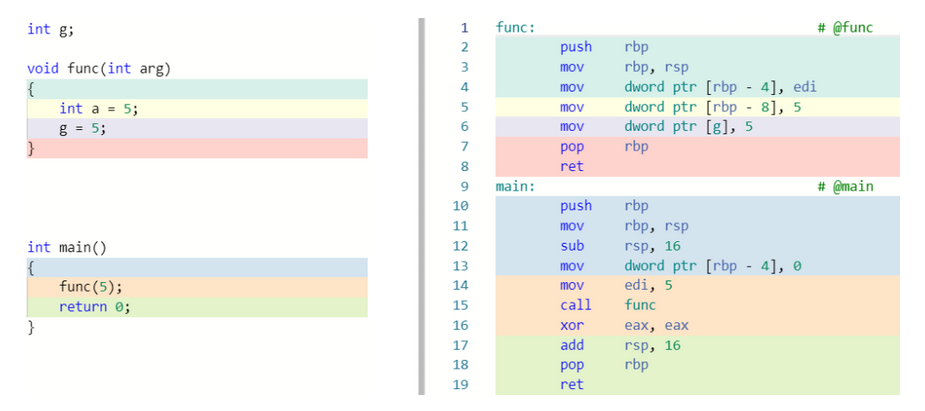 int g;
void func(int arg)
{
int a = 5;
g = 5;
}
int main()
{
func(5);
return 0;
}
1 func: # @func
2 push rbp
3 mov rbp, rsp
4 mov dword ptr [rbp - 4], edi
5 mov dword ptr [rbp - 8], 5
6 mov dword ptr [g], 5
7 pop rbp
8 ret
9 main: # @main
10 push rbp
11 mov rbp, rsp
12 sub rsp, 16
13 mov dword ptr [rbp - 4], 0
14 mov edi, 5
15 call func
16 xor eax, eax
17 add rsp, 16
18 pop rbp
19 ret